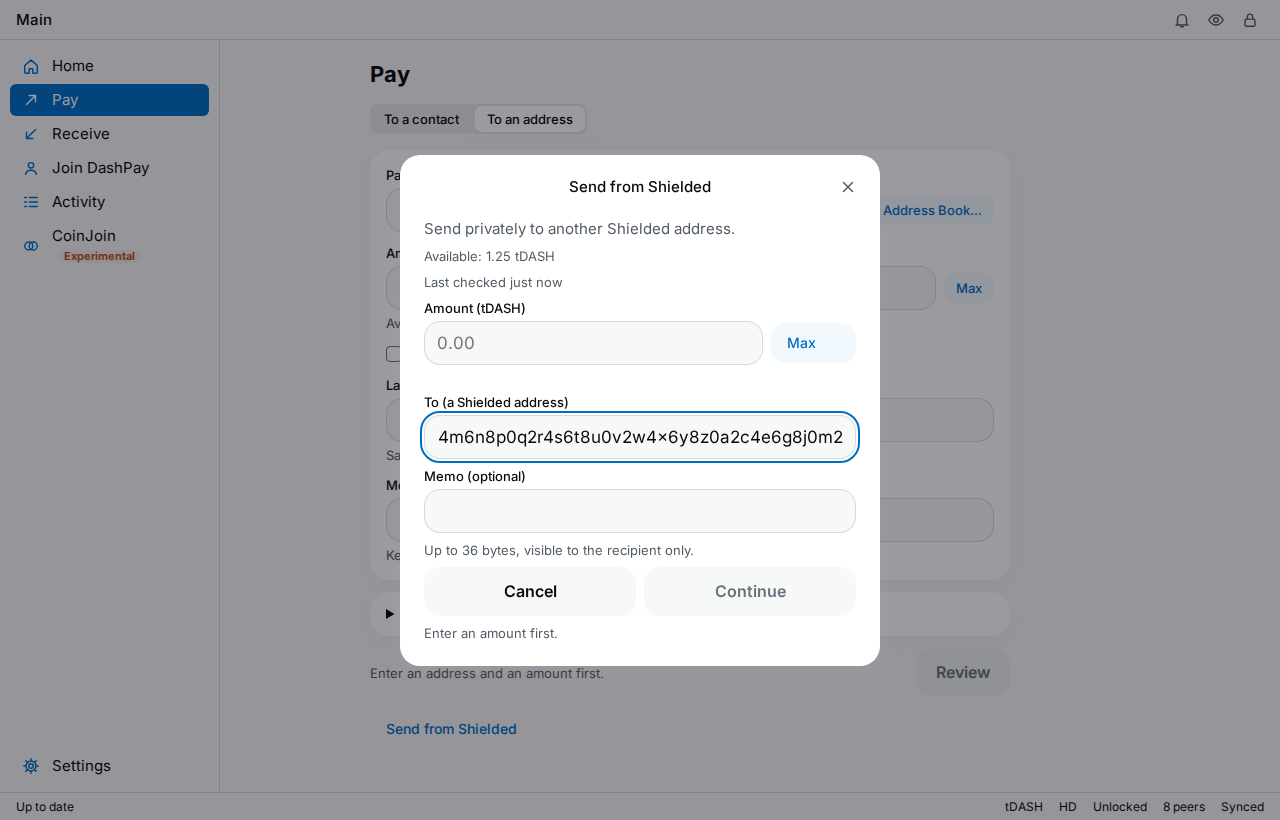 Main
Home
Pay
Receive
Join DashPay
Activity
CoinJoin
Experimental
Settings
Pay
To a contact
To an address
Address Book...
Max
Send from Shielded
Send privately to another Shielded address.
Available: 1.25 tDASH
Last checked just now
Amount (tDASH)
0.00
Max
To (a Shielded address)
4m6n8p0q2r4s6t8u0v2w4x6y8z0a2c4e6g8j0m2
Memo (optional)
Up to 36 bytes, visible to the recipient only.
Cancel
Continue
Enter an amount first.
Enter an address and an amount first.
Review
Send from Shielded
Up to date
tDASH
HD
Unlocked
8 peers
Synced